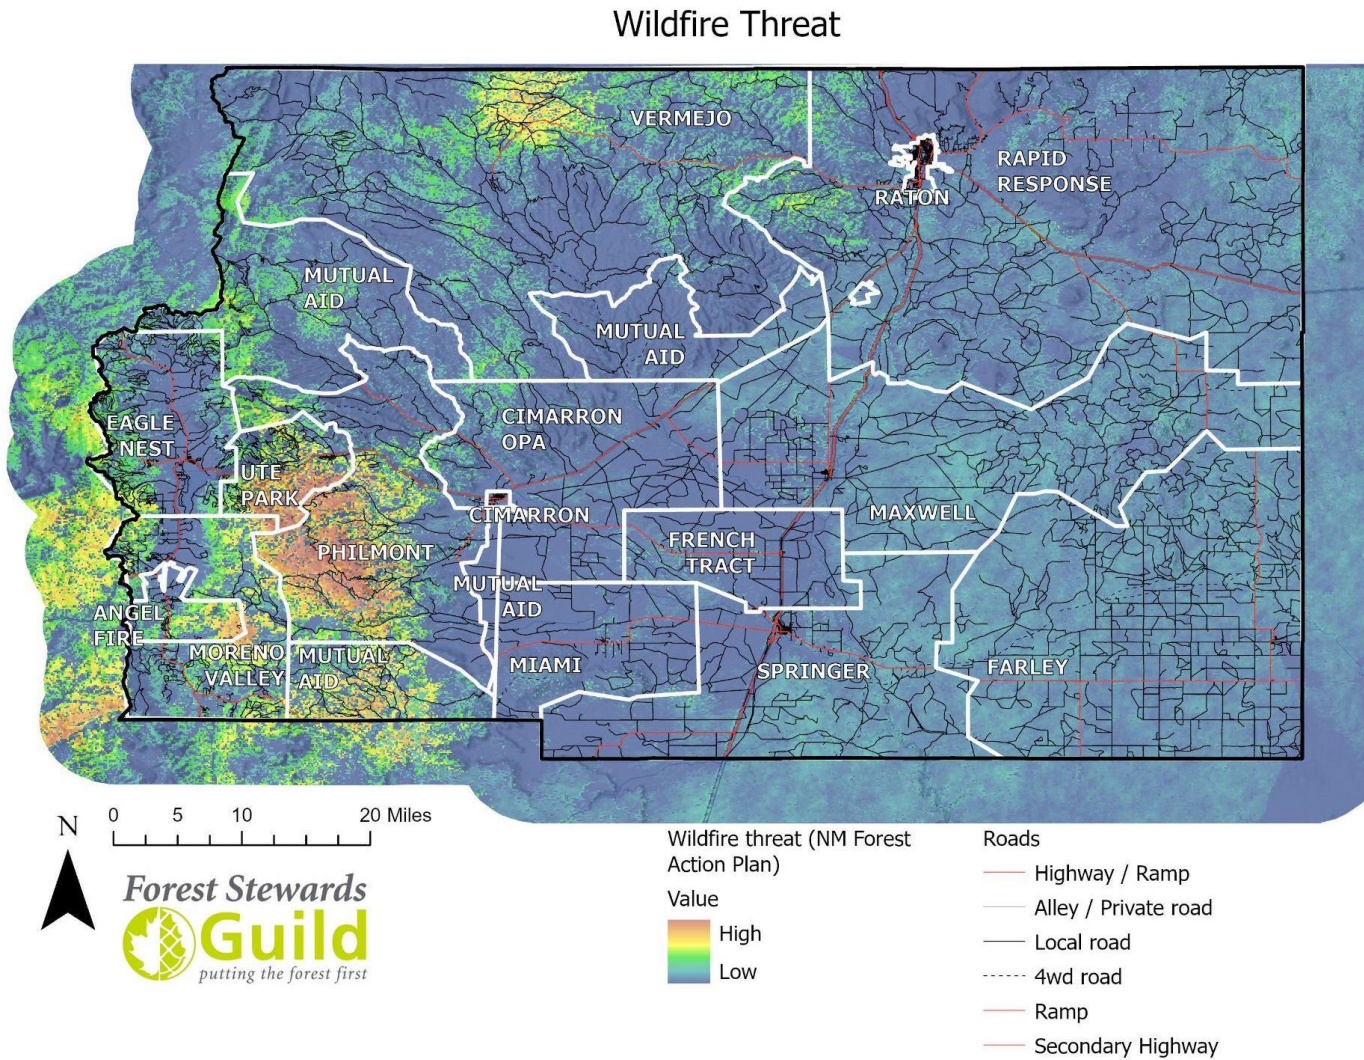 Wildfire Threat
VERMEJO
RAPID
RESPONSE
RATON
MUTUAL
AID
MUTUAL
AID
EAGLE
NEST
CIMARRON
OPA
UTE
PARK
CIMARRON
MAXWELL
PHILMONT
FRENCH
TRACT
MUTUAL
AID
ANGEL
FIRE
MORENO
VALLEY
MUTUAL
AID
MIAMI
SPRINGER
FARLEY
N
0 5 10 20 Miles
Forest Stewards
Guild
putting the forest first
Wildfire threat (NM Forest
Action Plan)
Value
High
Low
Roads
Highway / Ramp
Alley / Private road
Local road
4wd road
Ramp
Secondary Highway